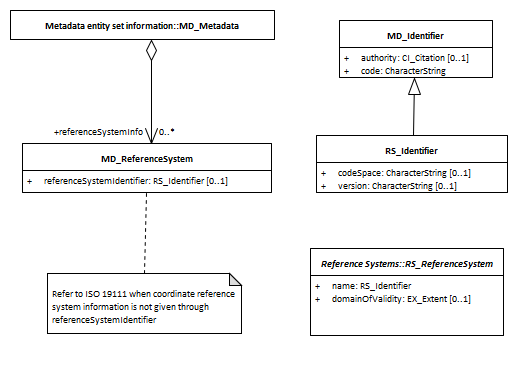 Metadata entity set information::MD_Metadata
+referenceSystemInfo 0..*
MD_ReferenceSystem
+ referenceSystemIdentifier: RS_Identifier [0..1]
Refer to ISO 19111 when coordinate reference
system information is not given through
referenceSystemIdentifier
MD_Identifier
+ authority: CI_Citation [0..1]
+ code: CharacterString
RS_Identifier
+ codeSpace: CharacterString [0..1]
+ version: CharacterString [0..1]
Reference Systems::RS_ReferenceSystem
+ name: RS_Identifier
+ domainOfValidity: EX_Extent [0..1]